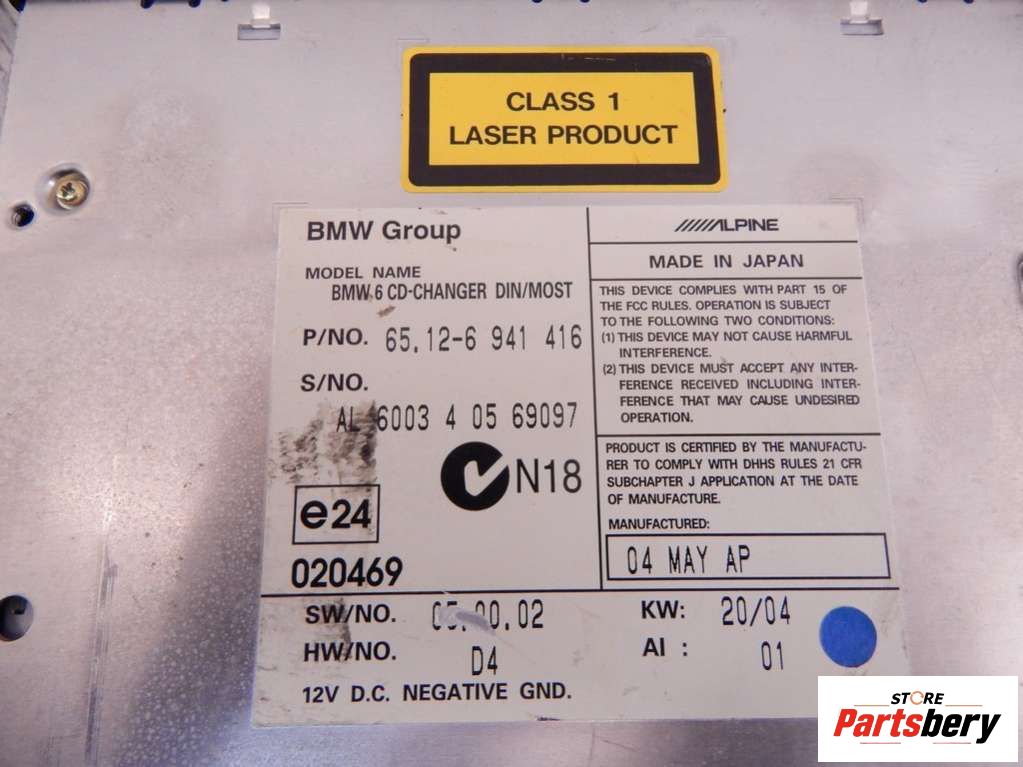 CLASS 1
LASER PRODUCT
BMW Group
MODEL NAME
BMW 6 CD-CHANGER DIN/MOST
P/NO. 65.12-6 941 416
S/NO.
AL 6003 4 05 69097
N18
e24
020469
ALPINE
MADE IN JAPAN
THIS DEVICE COMPLIES WITH PART 15 OF
THE FCC RULES. OPERATION IS SUBJECT
TO THE FOLLOWING TWO CONDITIONS:
(1) THIS DEVICE MAY NOT CAUSE HARMFUL
INTERFERENCE.
(2) THIS DEVICE MUST ACCEPT ANY INTER-
FERENCE RECEIVED INCLUDING INTER-
FERENCE THAT MAY CAUSE UNDESIRED
OPERATION.
PRODUCT IS CERTIFIED BY THE MANUFACTU-
RER TO COMPLY WITH DHHS RULES 21 CFR
SUBCHAPTER J APPLICATION AT THE DATE
OF MANUFACTURE.
MANUFACTURED:
04 MAY AP
SW/NO. 05.00.02 KW: 20/04
HW/NO. D4 AI : 01
12V D.C. NEGATIVE GND.
STORE
Partsbery